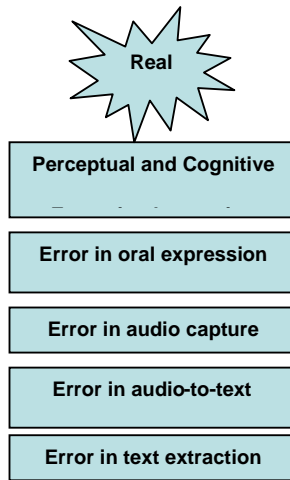 Real
Perceptual and Cognitive
Error in oral expression
Error in audio capture
Error in audio-to-text
Error in text extraction